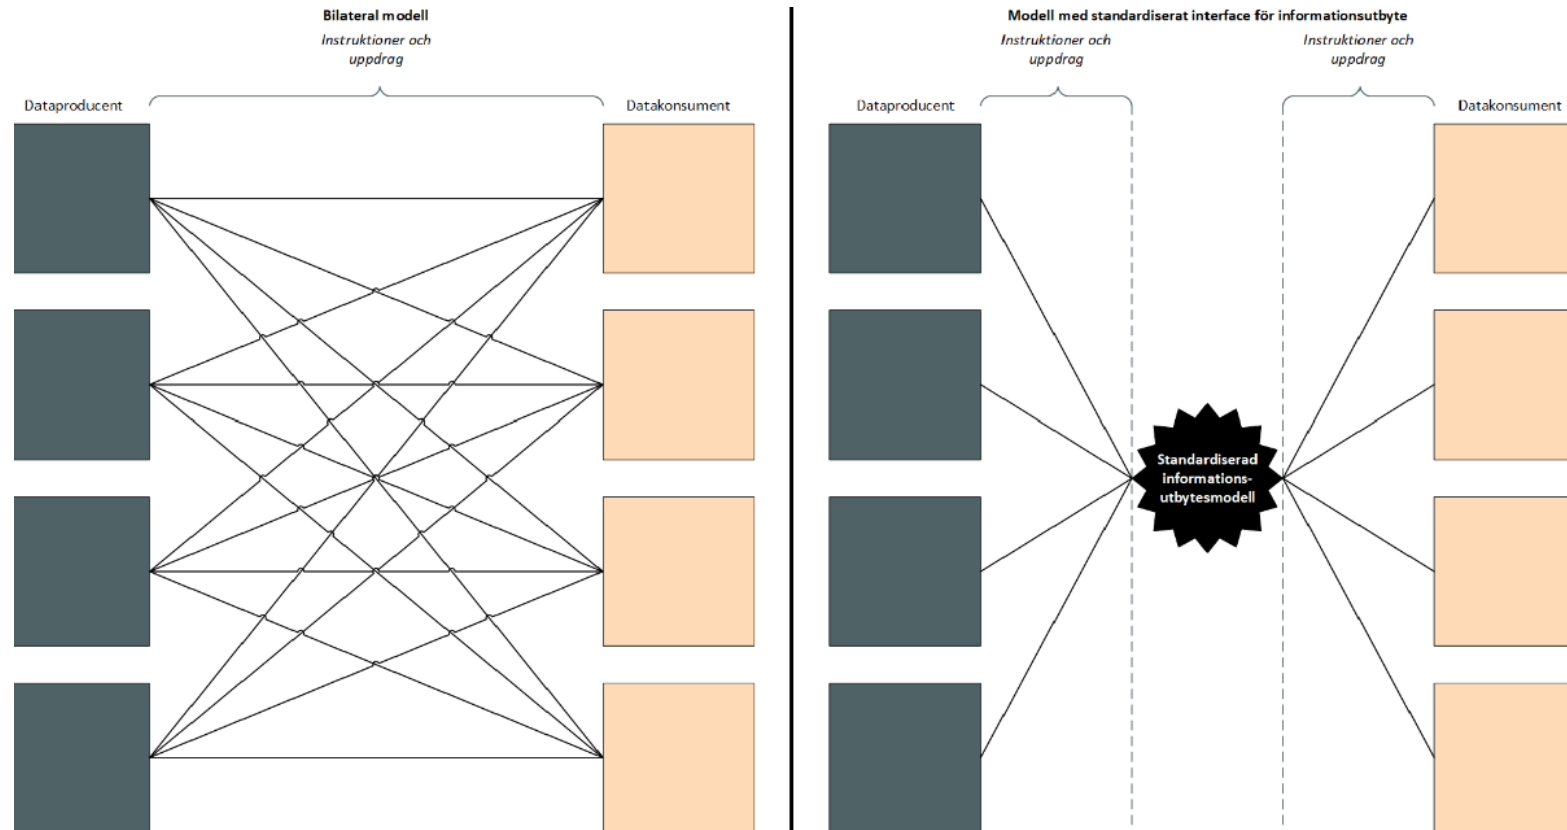 Bilateral modell
Instruktioner och
uppdrag
Dataproducent
Datakonsument
Modell med standardiserat interface för informationsutbyte
Instruktioner och
uppdrag
Instruktioner och
uppdrag
Dataproducent
Datakonsument
Standardiserad
informations-
utbytesmodell